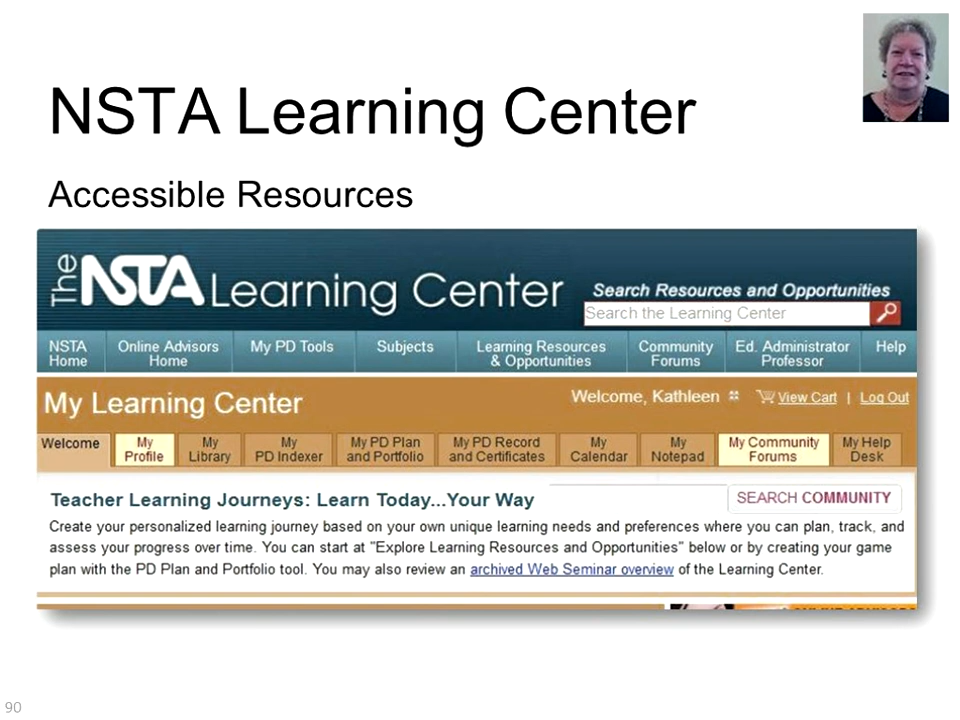 NSTA Learning Center
Accessible Resources
The NSTA Learning Center
Search Resources and Opportunities
Search the Learning Center
NSTA Home
Online Advisors Home
My PD Tools
Subjects
Learning Resources & Opportunities
Community Forums
Ed. Administrator Professor
Help
My Learning Center
Welcome, Kathleen
View Cart | Log Out
Welcome
My Profile
My Library
My PD Indexer
My PD Plan and Portfolio
My PD Record and Certificates
My Calendar
My Notepad
My Community Forums
My Help Desk
Teacher Learning Journeys: Learn Today...Your Way
SEARCH COMMUNITY
Create your personalized learning journey based on your own unique learning needs and preferences where you can plan, track, and
assess your progress over time. You can start at "Explore Learning Resources and Opportunities" below or by creating your game
plan with the PD Plan and Portfolio tool. You may also review an archived Web Seminar overview of the Learning Center.
90